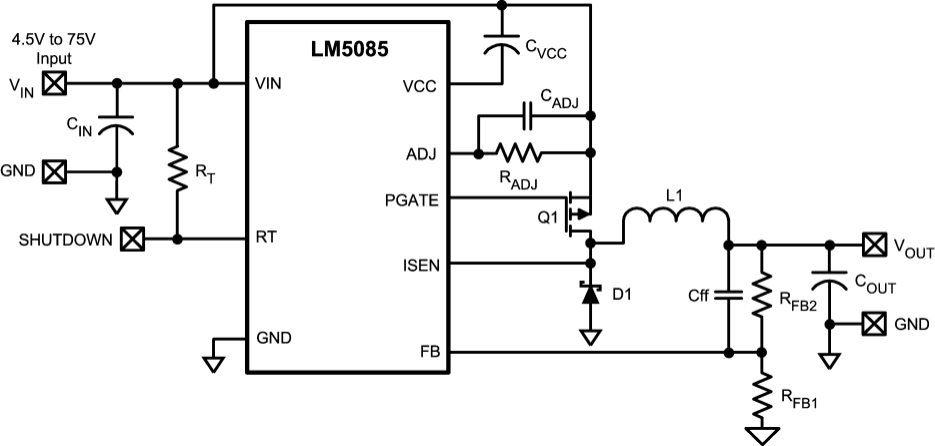 4.5V to 75V
Input
VIN
CIN
GND
RT
SHUTDOWN
LM5085
VIN
RT
GND
VCC
ADJ
PGATE
ISEN
FB
CVCC
CADJ
RADJ
Q1
D1
L1
Cff
RFB2
RFB1
COUT
VOUT
GND